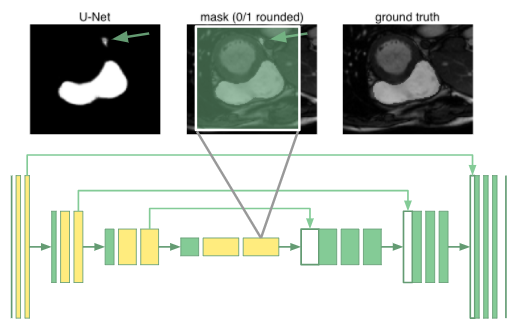 U-Net
mask (0/1 rounded)
ground truth